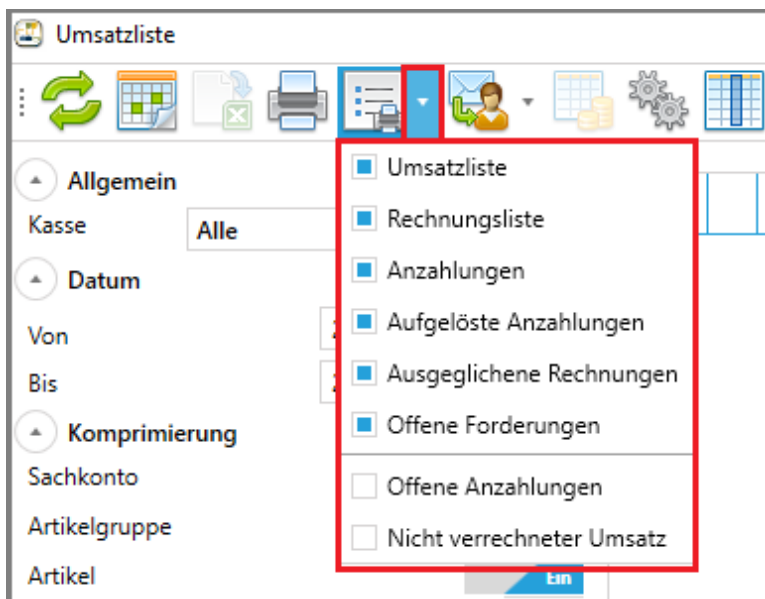 Umsatzliste
Umsatzliste
Rechnungsliste
Anzahlungen
Aufgelöste Anzahlungen
Ausgeglichene Rechnungen
Offene Forderungen
Offene Anzahlungen
Nicht verrechneter Umsatz
Allgemein
Kasse
Alle
Datum
Von
Bis
Komprimierung
Sachkonto
Artikelgruppe
Artikel
Ein